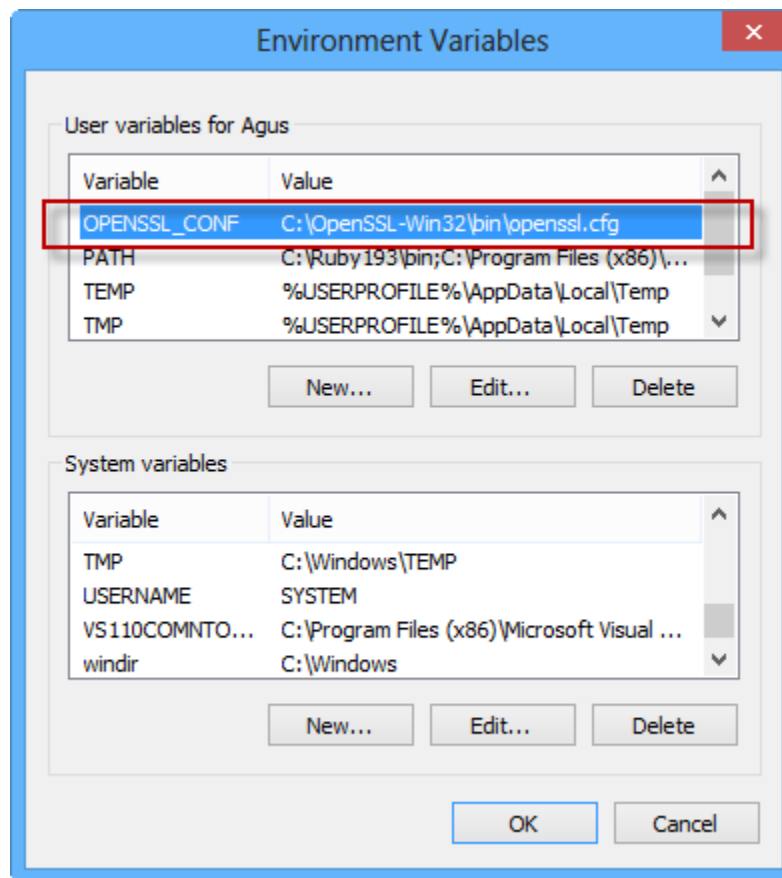 Environment Variables
User variables for Agus
Variable Value
OPENSSL_CONF C:\OpenSSL-Win32\bin\openssl.cfg
PATH C:\Ruby193\bin;C:\Program Files (x86)\...
TEMP %USERPROFILE%\AppData\Local\Temp
TMP %USERPROFILE%\AppData\Local\Temp
New... Edit... Delete
System variables
Variable Value
TMP C:\Windows\TEMP
USERNAME SYSTEM
VS110COMNTO... C:\Program Files (x86)\Microsoft Visual ...
windir C:\Windows
New... Edit... Delete
OK Cancel